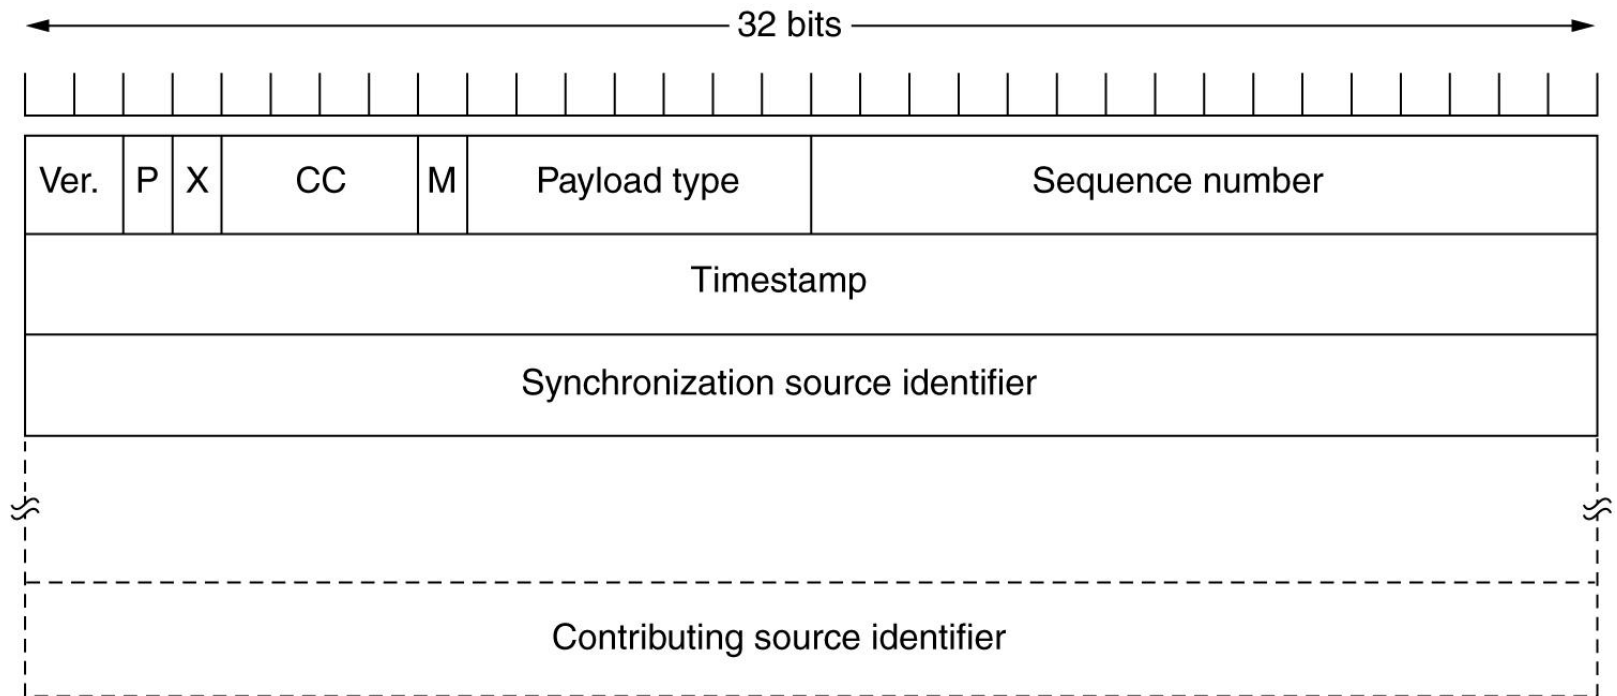 32 bits
Ver. P X CC M Payload type Sequence number
Timestamp
Synchronization source identifier
Contributing source identifier